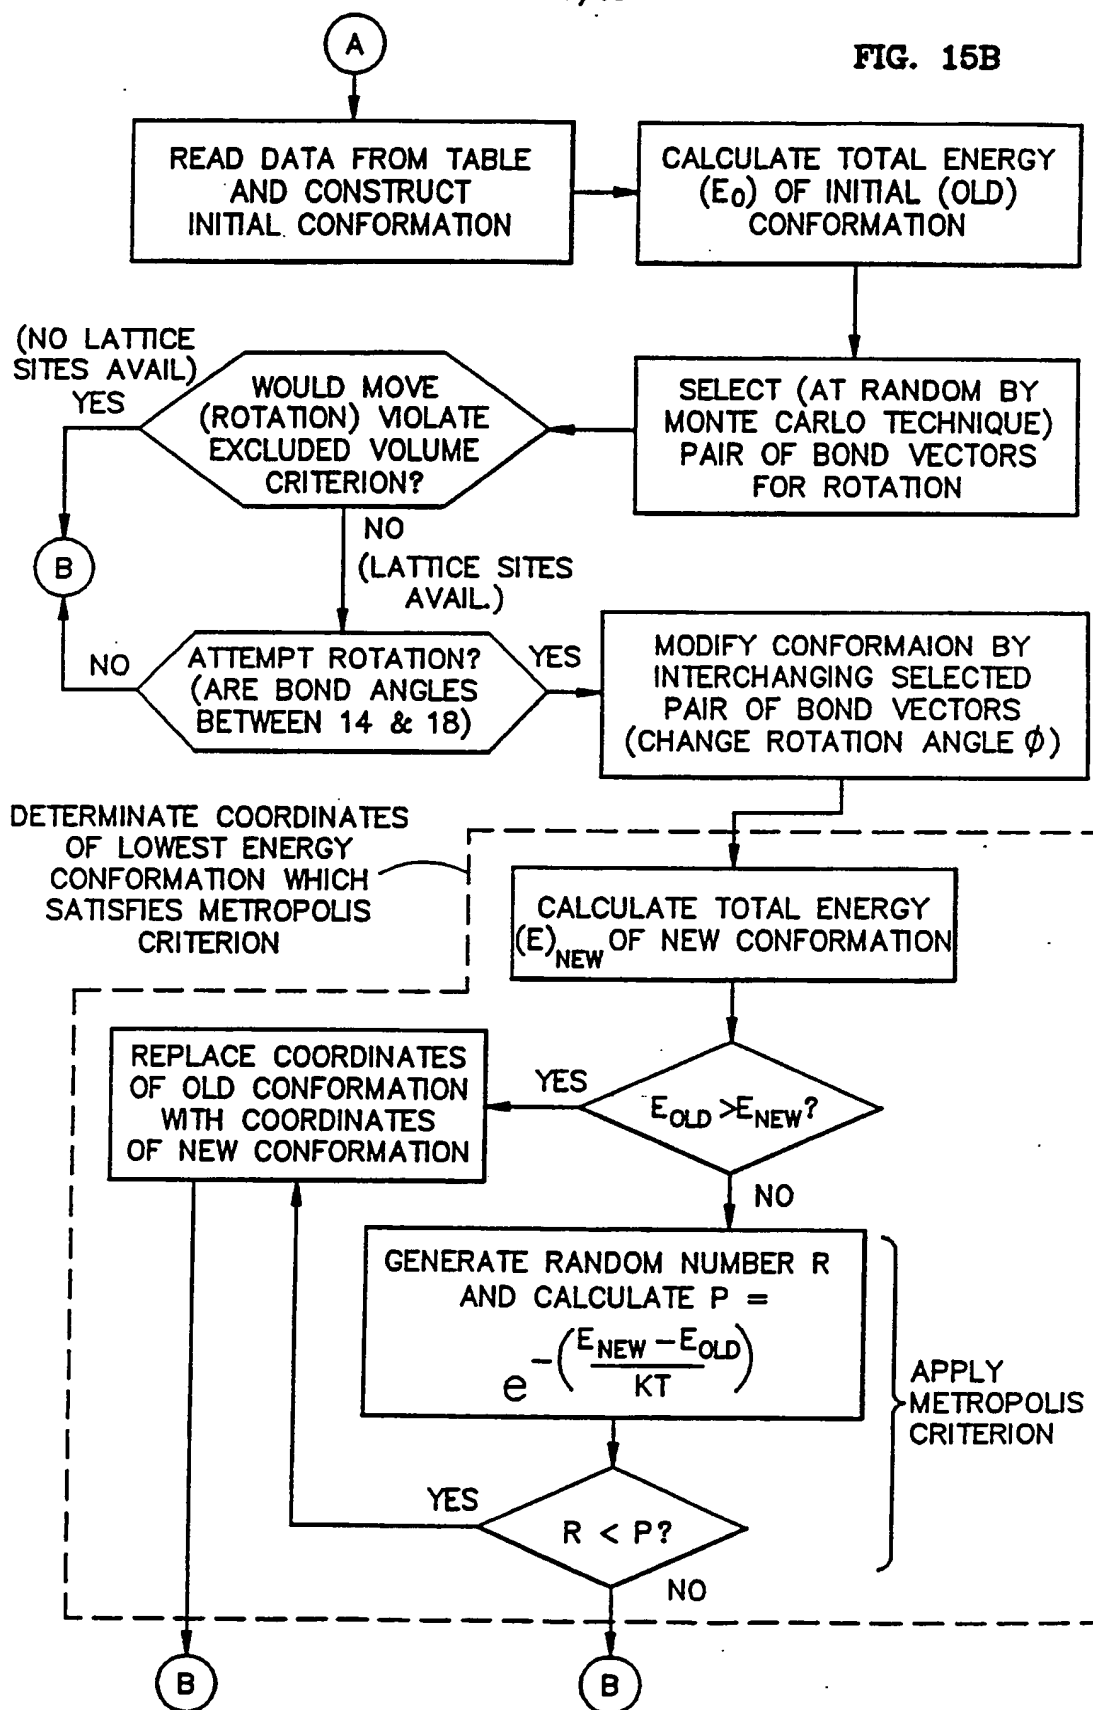 A
FIG. 15B
READ DATA FROM TABLE
AND CONSTRUCT
INITIAL CONFORMATION
CALCULATE TOTAL ENERGY
(E0) OF INITIAL (OLD)
CONFORMATION
(NO LATTICE
SITES AVAIL)
YES
WOULD MOVE
(ROTATION) VIOLATE
EXCLUDED VOLUME
CRITERION?
SELECT (AT RANDOM BY
MONTE CARLO TECHNIQUE)
PAIR OF BOND VECTORS
FOR ROTATION
NO
(LATTICE SITES
AVAIL.)
B
NO
ATTEMPT ROTATION?
(ARE BOND ANGLES
BETWEEN 14 & 18)
YES
MODIFY CONFORMAION BY
INTERCHANGING SELECTED
PAIR OF BOND VECTORS
(CHANGE ROTATION ANGLE ϕ)
DETERMINATE COORDINATES
OF LOWEST ENERGY
CONFORMATION WHICH
SATISFIES METROPOLIS
CRITERION
CALCULATE TOTAL ENERGY
(E)NEW OF NEW CONFORMATION
REPLACE COORDINATES
OF OLD CONFORMATION
WITH COORDINATES
OF NEW CONFORMATION
YES
EOLD >ENEW?
NO
GENERATE RANDOM NUMBER R
AND CALCULATE P =
e-(ENEW -EOLD/KT)
APPLY
METROPOLIS
CRITERION
YES
R < P?
NO
B
B